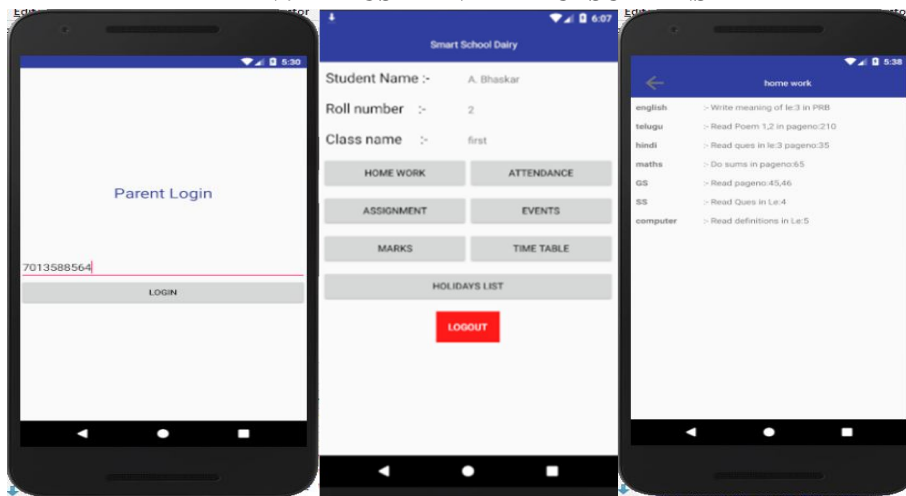 5:30
Parent Login
7013588564
LOGIN
6:07
Smart School Dairy
Student Name :- A. Bhaskar
Roll number :- 2
Class name :- first
HOME WORK ATTENDANCE
ASSIGNMENT EVENTS
MARKS TIME TABLE
HOLIDAYS LIST
LOGOUT
5:38
home work
english :- Write meaning of le:3 in PRB
telugu :- Read Poem 1,2 in pageno:210
hindi :- Read ques in le:3 pageno:35
maths :- Do sums in pageno:65
GS :- Read pageno:45,46
SS :- Read Ques in Le:4
computer :- Read definitions in Le:5